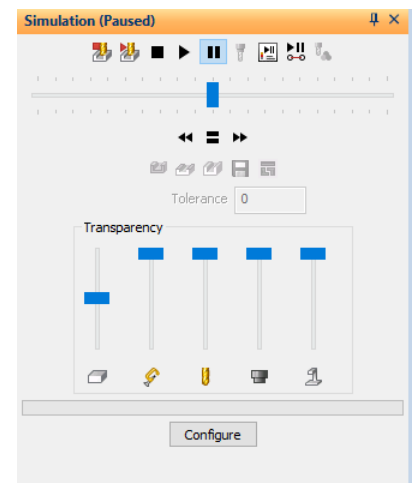 Simulation (Paused)
Tolerance 0
Transparency
Configure